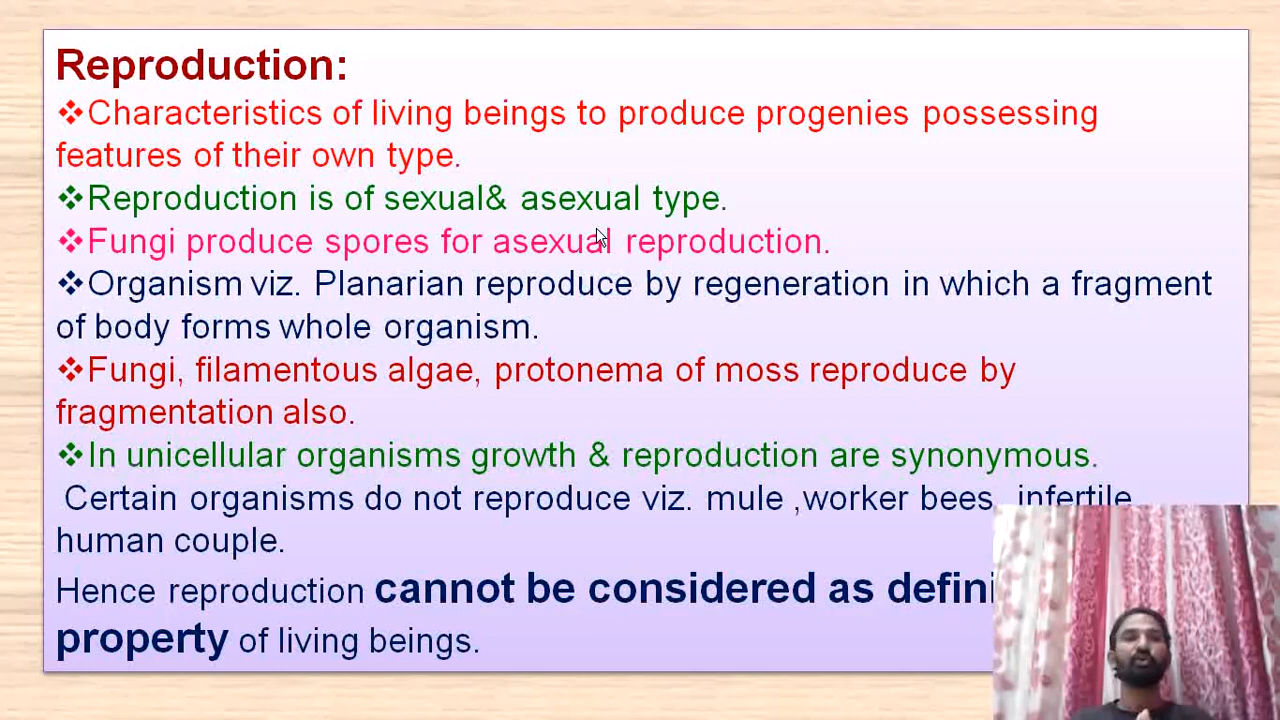 Reproduction:
❖Characteristics of living beings to produce progenies possessing
features of their own type.
❖Reproduction is of sexual& asexual type.
❖Fungi produce spores for asexual reproduction.
❖Organism viz. Planarian reproduce by regeneration in which a fragment
of body forms whole organism.
❖Fungi, filamentous algae, protonema of moss reproduce by
fragmentation also.
❖In unicellular organisms growth & reproduction are synonymous.
Certain organisms do not reproduce viz. mule ,worker bees, infertile
human couple.
Hence reproduction cannot be considered as defini
property of living beings.